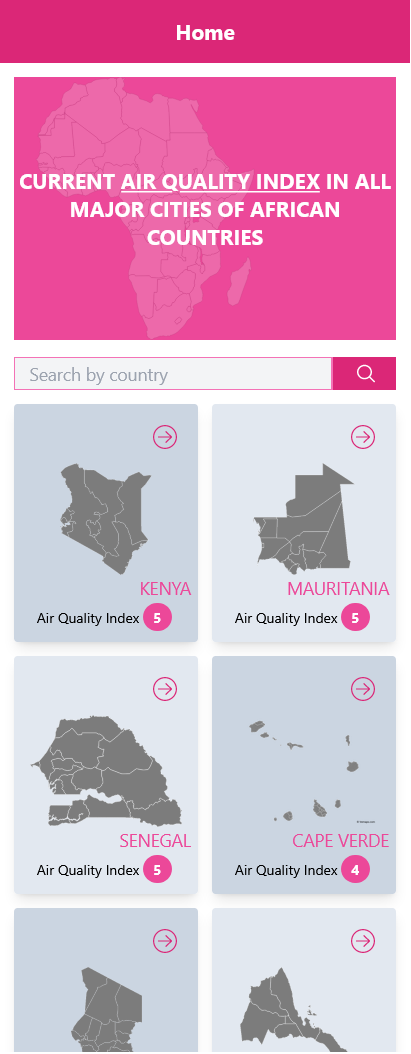 Home
CURRENT AIR QUALITY INDEX IN ALL
MAJOR CITIES OF AFRICAN
COUNTRIES
Search by country
KENYA
Air Quality Index 5
MAURITANIA
Air Quality Index 5
SENEGAL
Air Quality Index 5
CAPE VERDE
Air Quality Index 4